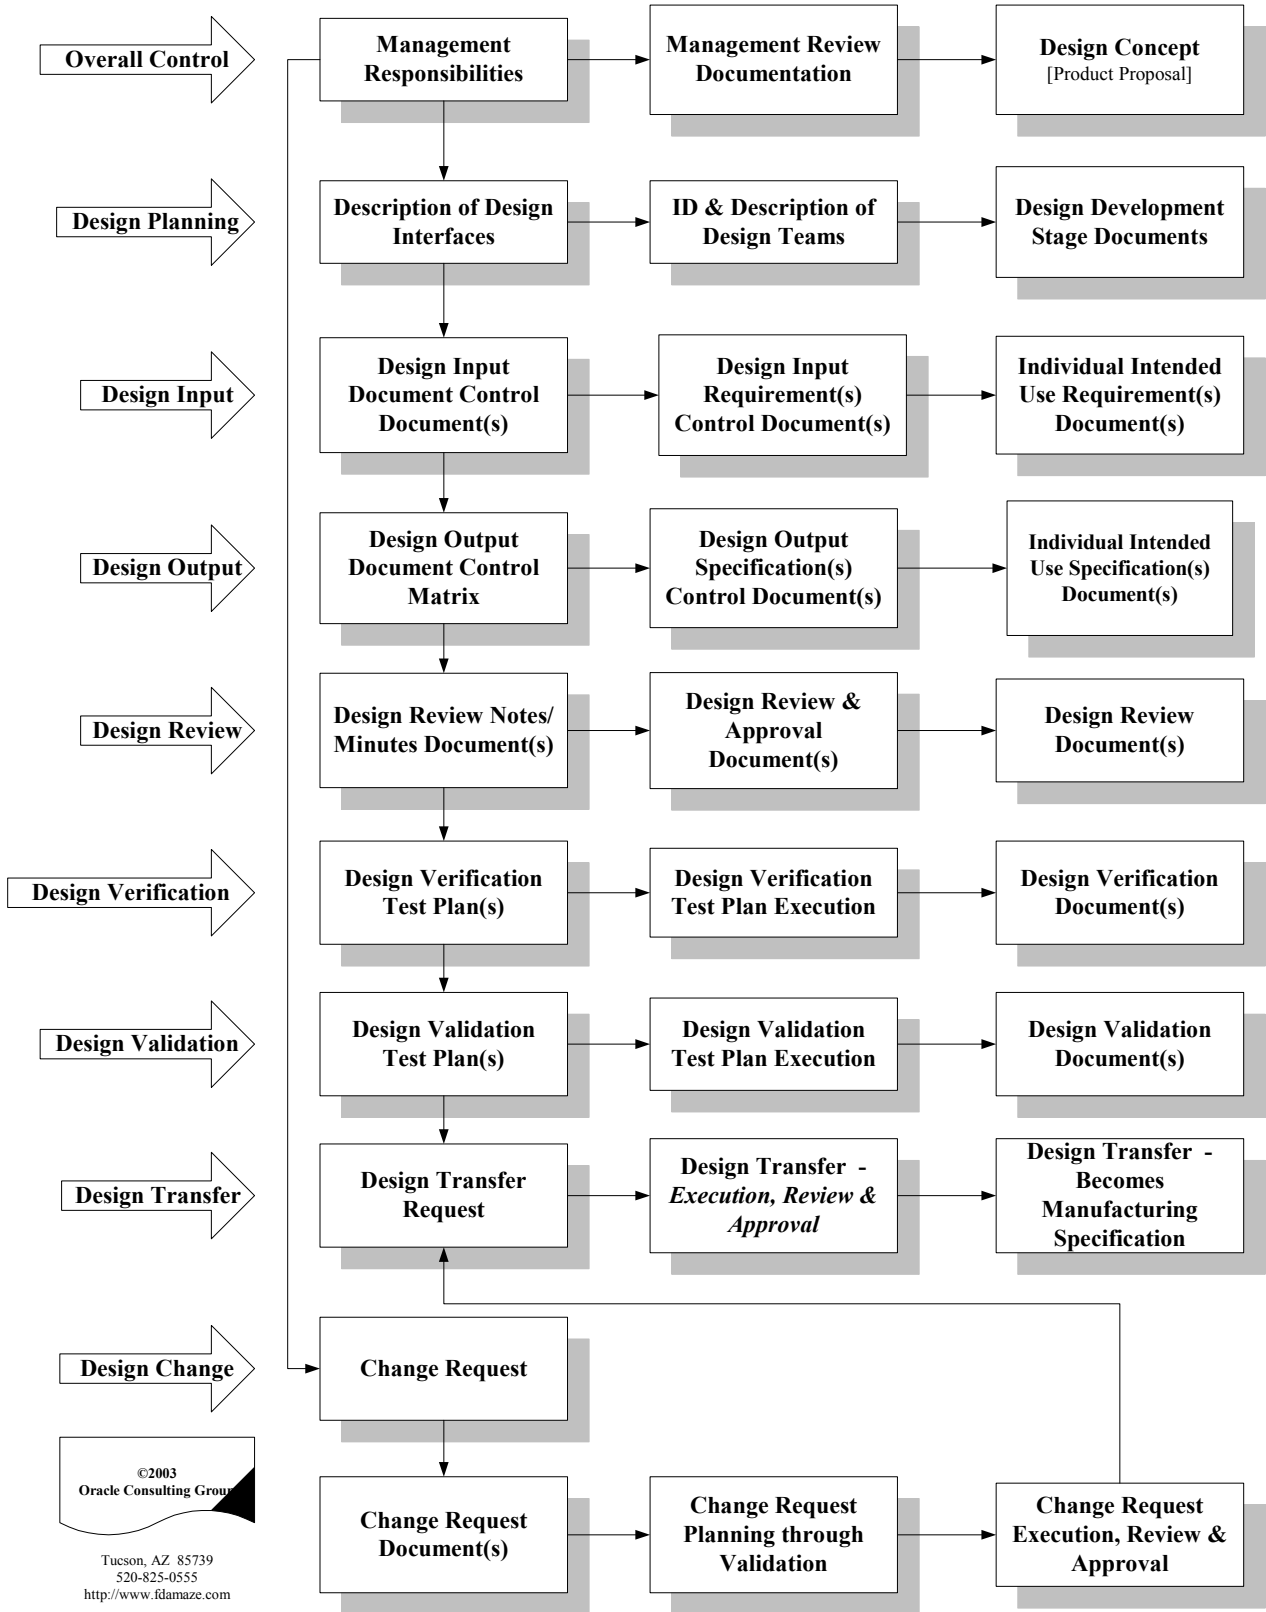 Overall Control
Management
Responsibilities
Management Review
Documentation
Design Concept
[Product Proposal]
Design Planning
Description of Design
Interfaces
ID & Description of
Design Teams
Design Development
Stage Documents
Design Input
Design Input
Document Control
Document(s)
Design Input
Requirement(s)
Control Document(s)
Individual Intended
Use Requirement(s)
Document(s)
Design Output
Design Output
Document Control
Matrix
Design Output
Specification(s)
Control Document(s)
Individual Intended
Use Specification(s)
Document(s)
Design Review
Design Review Notes/
Minutes Document(s)
Design Review &
Approval
Document(s)
Design Review
Document(s)
Design Verification
Design Verification
Test Plan(s)
Design Verification
Test Plan Execution
Design Verification
Document(s)
Design Validation
Design Validation
Test Plan(s)
Design Validation
Test Plan Execution
Design Validation
Document(s)
Design Transfer
Design Transfer
Request
Design Transfer -
Execution, Review &
Approval
Design Transfer -
Becomes
Manufacturing
Specification
Design Change
Change Request
©2003
Oracle Consulting Group
Tucson, AZ 85739
520-825-0555
http://www.fdamaze.com
Change Request
Document(s)
Change Request
Planning through
Validation
Change Request
Execution, Review &
Approval